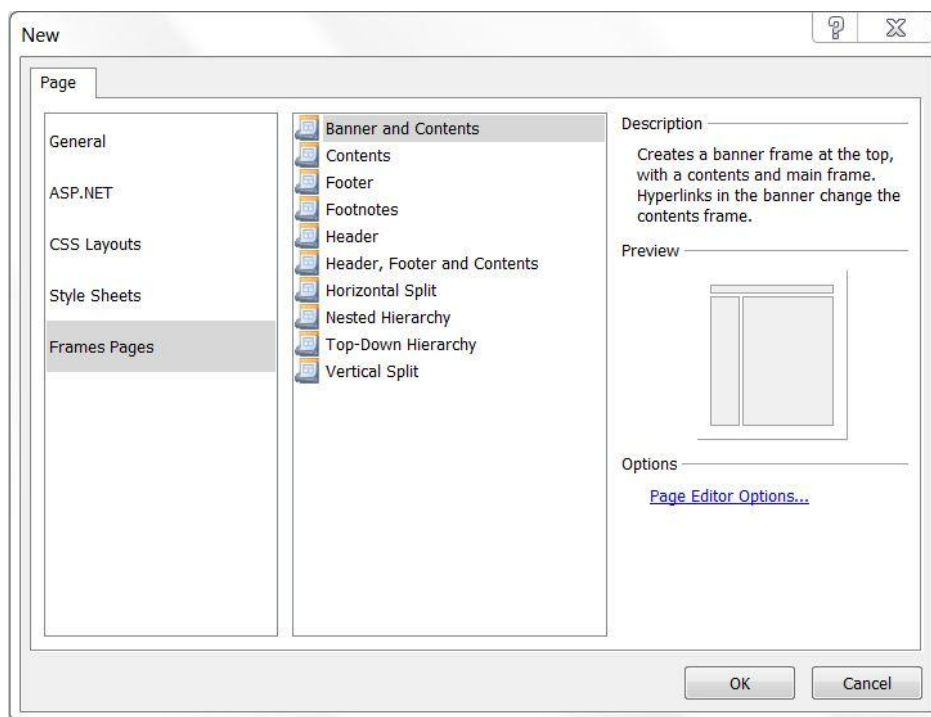 New
Page
General
ASP.NET
CSS Layouts
Style Sheets
Frames Pages
Banner and Contents
Contents
Footer
Footnotes
Header
Header, Footer and Contents
Horizontal Split
Nested Hierarchy
Top-Down Hierarchy
Vertical Split
Description
Creates a banner frame at the top,
with a contents and main frame.
Hyperlinks in the banner change the
contents frame.
Preview
Options
Page Editor Options...
OK
Cancel